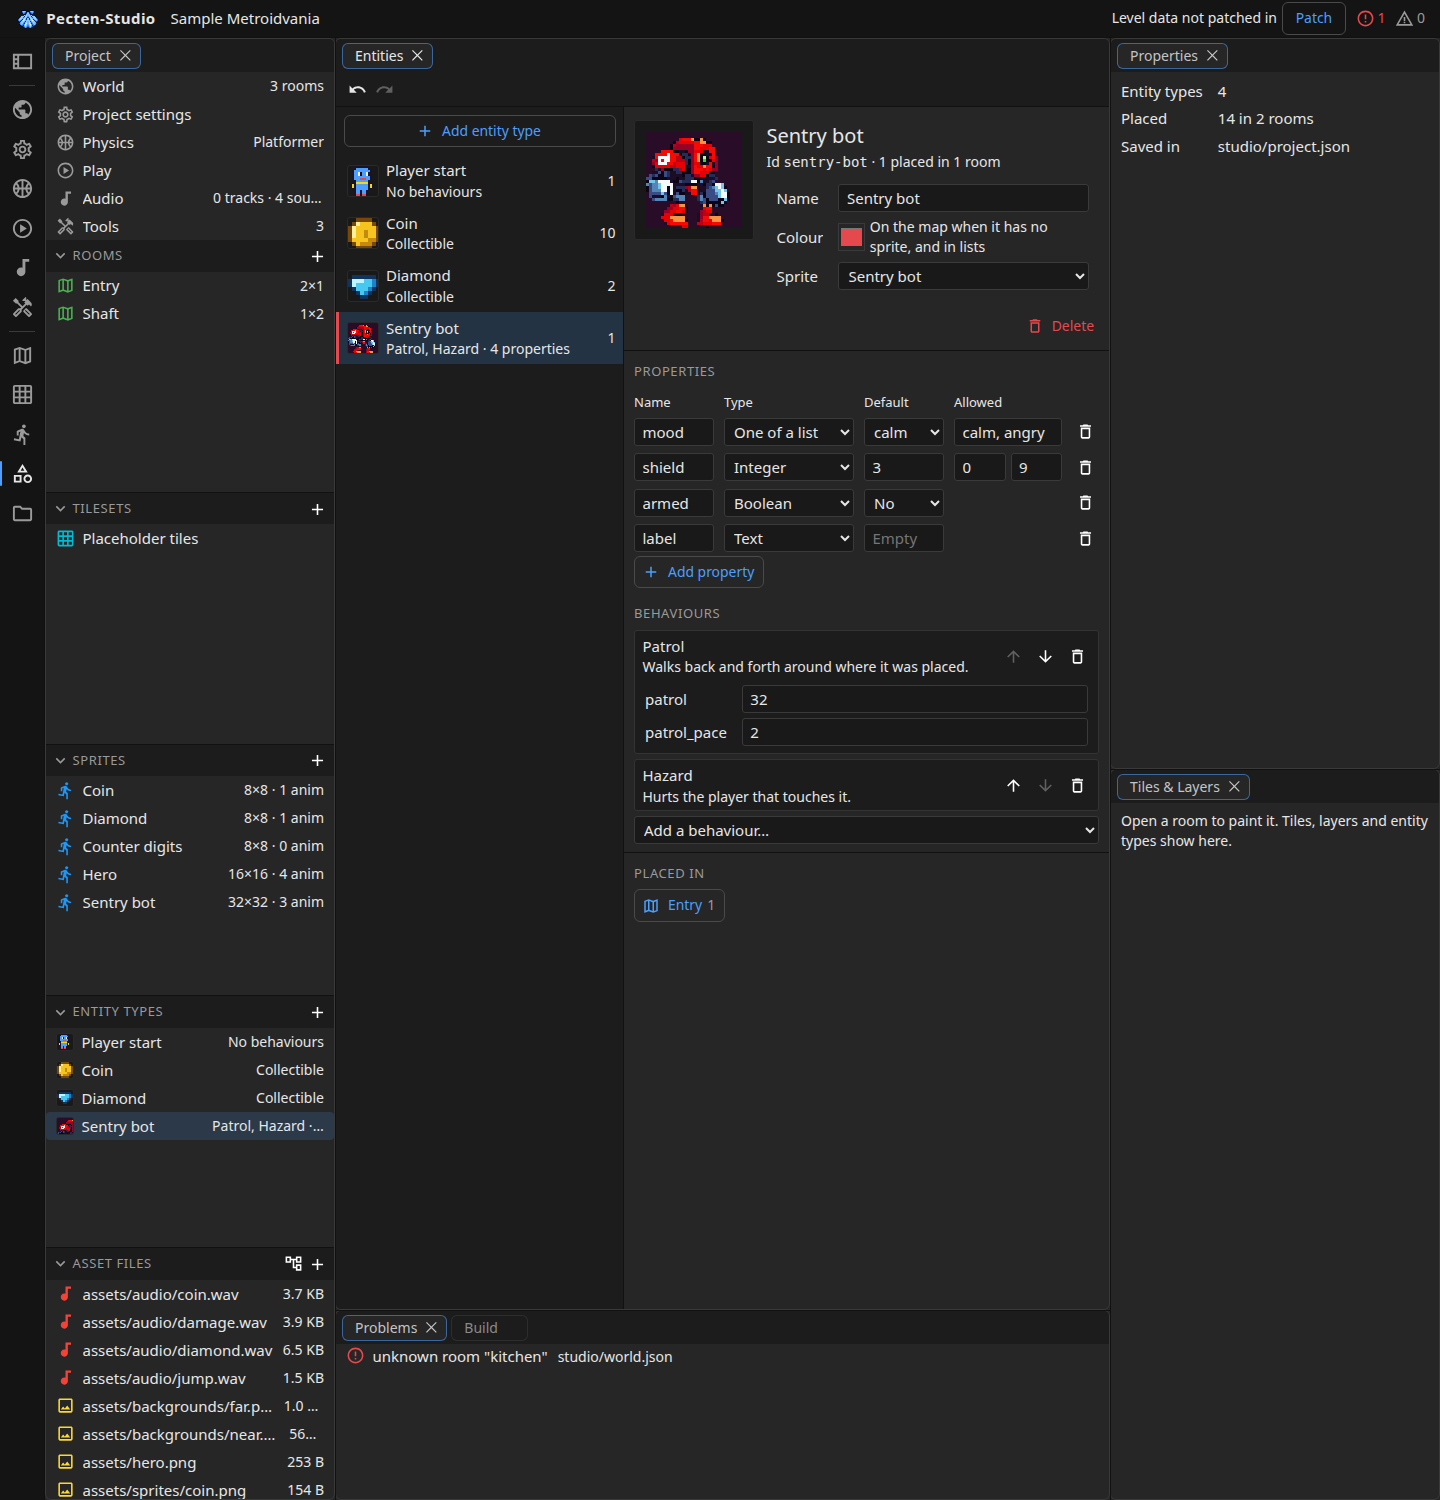 Pecten-Studio Sample Metroidvania
Level data not patched in Patch 1 0
Project
World 3 rooms
Project settings
Physics Platformer
Play
Audio 0 tracks · 4 sou...
Tools 3
ROOMS
Entry 2×1
Shaft 1×2
TILESETS
Placeholder tiles
SPRITES
Coin 8×8 · 1 anim
Diamond 8×8 · 1 anim
Counter digits 8×8 · 0 anim
Hero 16×16 · 4 anim
Sentry bot 32×32 · 3 anim
ENTITY TYPES
Player start No behaviours
Coin Collectible
Diamond Collectible
Sentry bot Patrol, Hazard ·...
ASSET FILES
assets/audio/coin.wav 3.7 KB
assets/audio/damage.wav 3.9 KB
assets/audio/diamond.wav 6.5 KB
assets/audio/jump.wav 1.5 KB
assets/backgrounds/far.p... 1.0 ...
assets/backgrounds/near.... 56...
assets/hero.png 253 B
assets/sprites/coin.png 154 B
Entities
Add entity type
Player start
No behaviours
1
Coin
Collectible
10
Diamond
Collectible
2
Sentry bot
Patrol, Hazard · 4 properties
1
Sentry bot
Id sentry-bot · 1 placed in 1 room
Name Sentry bot
Colour On the map when it has no
sprite, and in lists
Sprite Sentry bot
Delete
PROPERTIES
Name Type Default Allowed
mood One of a list calm calm, angry
shield Integer 3 0 9
armed Boolean No
label Text Empty
Add property
BEHAVIOURS
Patrol
Walks back and forth around where it was placed.
patrol 32
patrol_pace 2
Hazard
Hurts the player that touches it.
Add a behaviour...
PLACED IN
Entry 1
Problems Build
unknown room "kitchen" studio/world.json
Properties
Entity types 4
Placed 14 in 2 rooms
Saved in studio/project.json
Tiles & Layers
Open a room to paint it. Tiles, layers and entity
types show here.